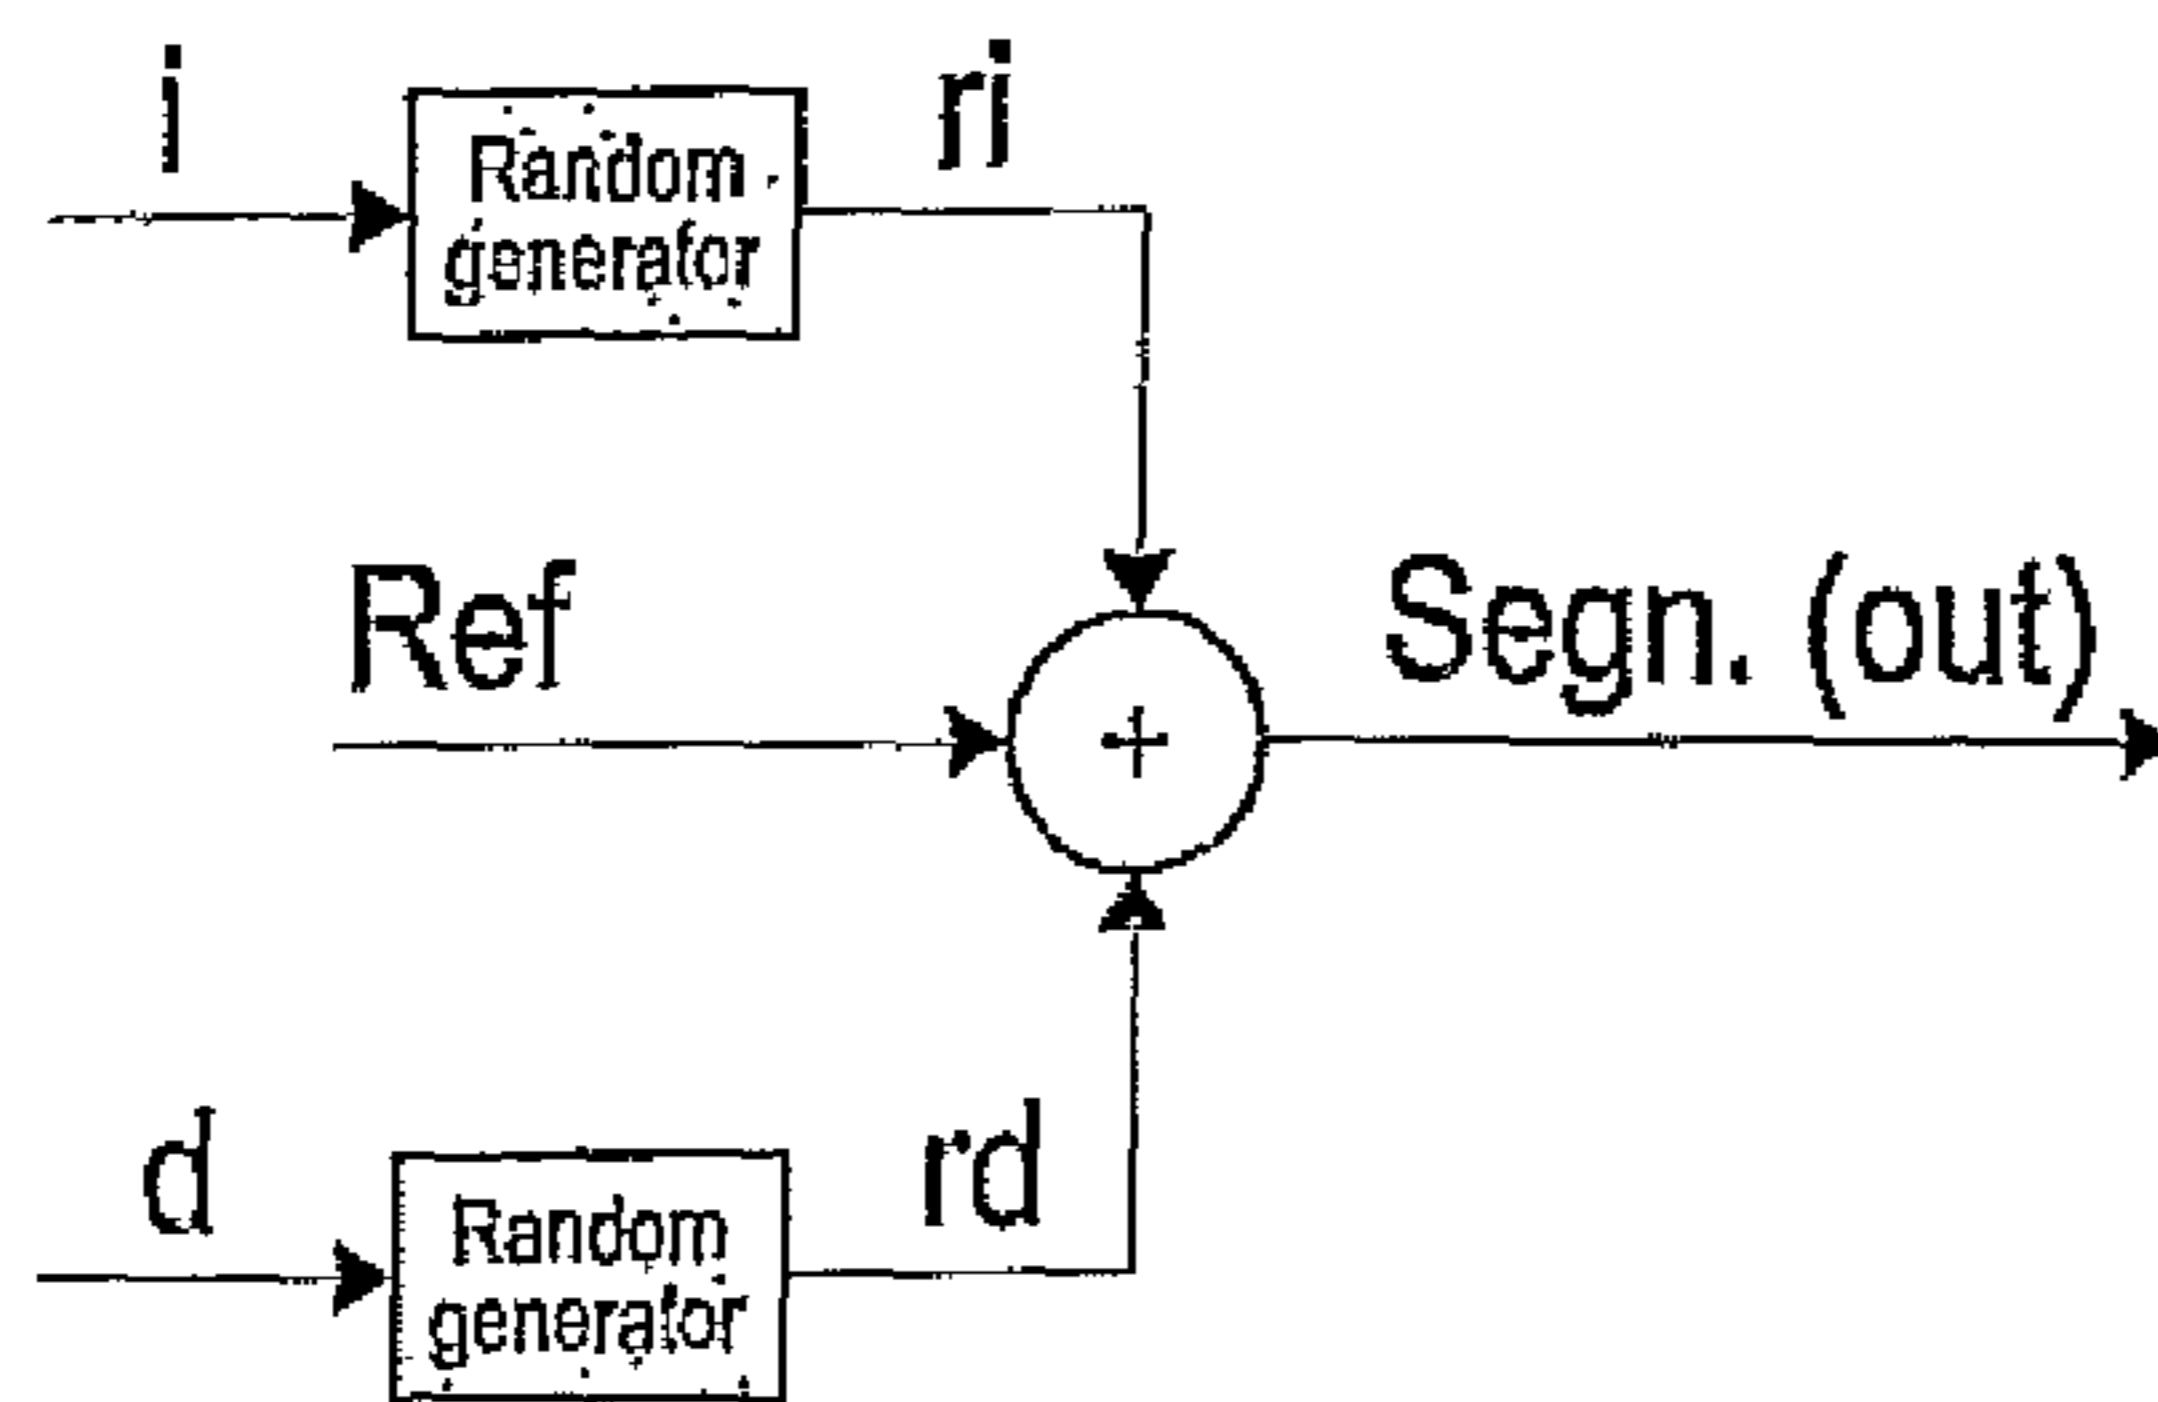 i
ri
Random
generator
Ref
+
Segn. (out)
d
rd
Random
generator